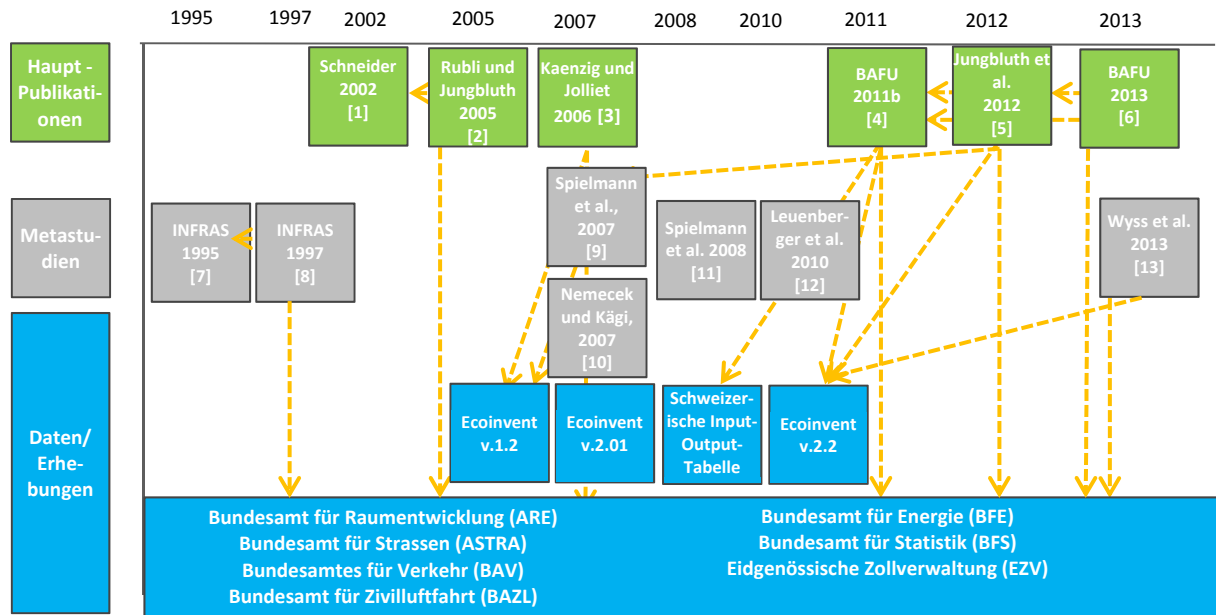 1995 1997 2002 2005 2007 2008 2010 2011 2012 2013
Haupt -
Publikati-
onen
Schneider
2002
[1]
Rubli und
Jungbluth
2005
[2]
Kaenzig und
Jolliet
2006 [3]
BAFU
2011b
[4]
Jungbluth et
al.
2012
[5]
BAFU
2013
[6]
Metastu-
dien
INFRAS
1995
[7]
INFRAS
1997
[8]
Spielmann
et al.,
2007
[9]
Spielmann
et al. 2008
[11]
Leuenber-
ger et al.
2010
[12]
Wyss et al.
2013
[13]
Nemecek
und Kägi,
2007
[10]
Daten/
Erhe-
bungen
Ecoinvent
v.1.2
Ecoinvent
v.2.01
Schweizer-
ische Input-
Output-
Tabelle
Ecoinvent
v.2.2
Bundesamt für Raumentwicklung (ARE)
Bundesamt für Strassen (ASTRA)
Bundesamtes für Verkehr (BAV)
Bundesamt für Zivilluftfahrt (BAZL)
Bundesamt für Energie (BFE)
Bundesamt für Statistik (BFS)
Eidgenössische Zollverwaltung (EZV)